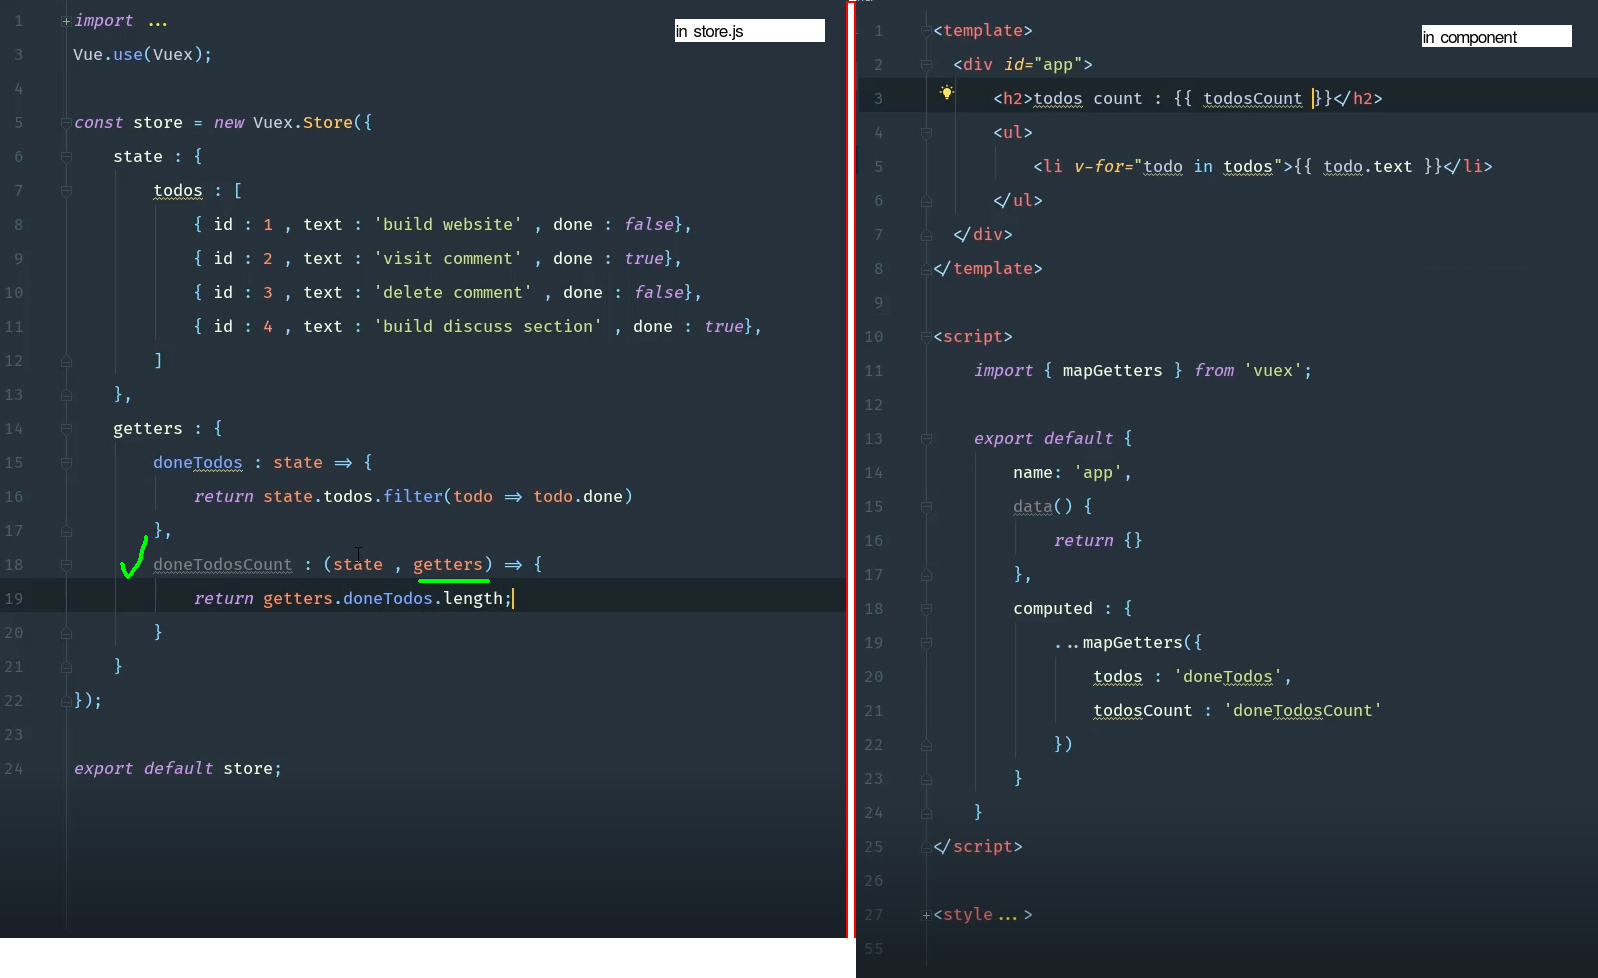 in store.js
1 import ...
3 Vue.use(Vuex);
4
5 const store = new Vuex.Store({
6 state : {
7 todos : [
8 { id : 1 , text : 'build website' , done : false},
9 { id : 2 , text : 'visit comment' , done : true},
10 { id : 3 , text : 'delete comment' , done : false},
11 { id : 4 , text : 'build discuss section' , done : true},
12 ]
13 },
14 getters : {
15 doneTodos : state => {
16 return state.todos.filter(todo => todo.done)
17 },
18 doneTodosCount : (state , getters) => {
19 return getters.doneTodos.length;
20 }
21 }
22 });
23
24 export default store;
in component
1 <template>
2 <div id="app">
3 <h2>todos count : {{ todosCount }}</h2>
4 <ul>
5 <li v-for="todo in todos">{{ todo.text }}</li>
6 </ul>
7 </div>
8 </template>
9
10 <script>
11 import { mapGetters } from 'vuex';
12
13 export default {
14 name: 'app',
15 data() {
16 return {}
17 },
18 computed : {
19 ...mapGetters({
20 todos : 'doneTodos',
21 todosCount : 'doneTodosCount'
22 })
23 }
24 }
25 </script>
26
27 <style...>
55